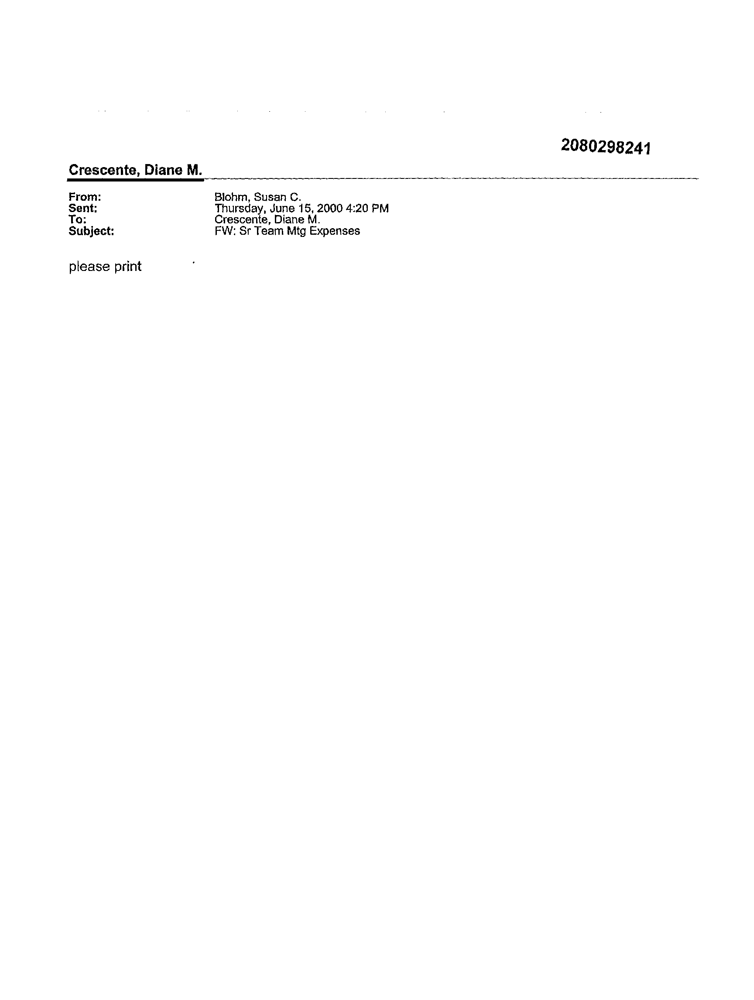 2080298241
Crescente, Diane M.
From: Blohm, Susan C.
Sent: Thursday, June 15, 2000 4:20 PM
To: Crescente, Diane M.
Subject: FW: Sr Team Mtg Expenses
please print